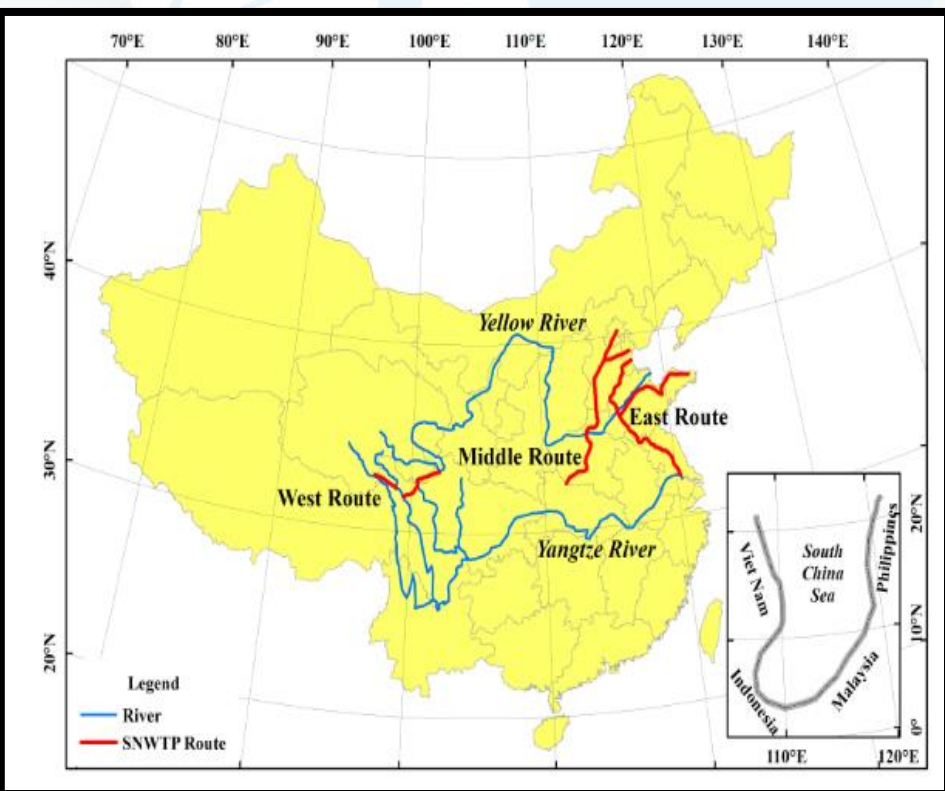 70°E 80°E 90°E 100°E 110°E 120°E 130°E 140°E
40°N
30°N
20°N
Yellow River
East Route
Middle Route
West Route
Yangtze River
Legend
River
SNWTP Route
20°N
10°N
0°
South
China
Sea
Viet Nam
Philippines
Indonesia
Malaysia
110°E 120°E